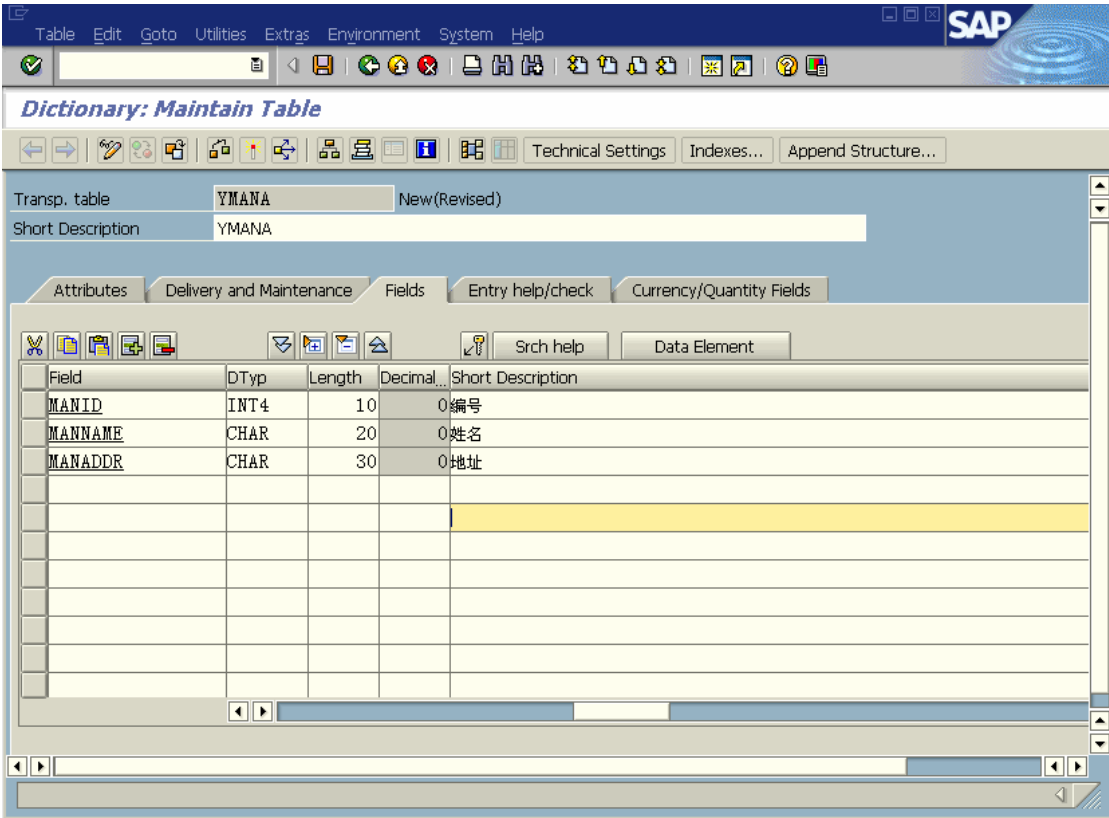 Table Edit Goto Utilities Extras Environment System Help
SAP
Dictionary: Maintain Table
Technical Settings Indexes... Append Structure...
Transp. table YMANA New(Revised)
Short Description YMANA
Attributes Delivery and Maintenance Fields Entry help/check Currency/Quantity Fields
Srch help Data Element
Field DTyp Length Decimal... Short Description
MANID INT4 10 0 编号
MANNAME CHAR 20 0 姓名
MANADDR CHAR 30 0 地址